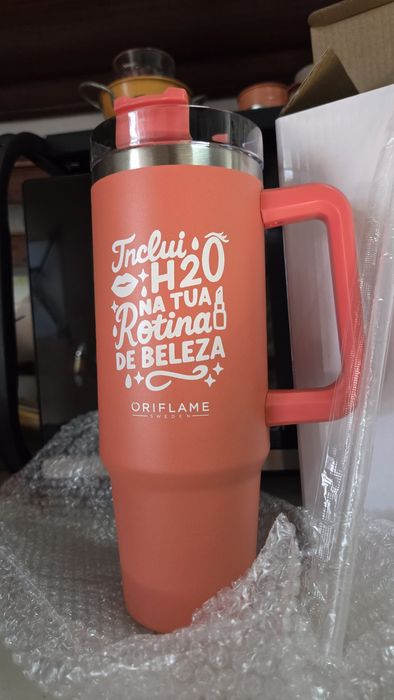 Inclui
H2O
NA TUA
Rotina
DE BELEZA
ORIFLAME
SWEDEN